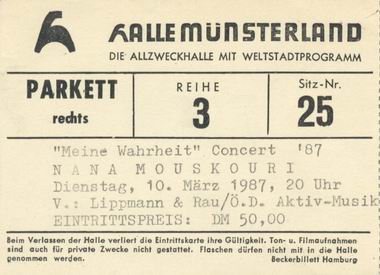 HALLEMÜNSTERLAND
DIE ALLZWECKHALLE MIT WELTSTADTPROGRAMM
PARKETT
rechts
REIHE
3
Sitz-Nr.
25
"Meine Wahrheit" Concert '87
NANA MOUSKOURI
Dienstag, 10. März 1987, 20 Uhr
V.: Lippmann & Rau/Ö.D. Aktiv-Musik
EINTRITTSPREIS: DM 50,00
Beim Verlassen der Halle verliert die Eintrittskarte ihre Gültigkeit. Ton- u. Filmaufnahmen
sind auch für private Zwecke nicht gestattet. Flaschen dürfen nicht mit in die Halle
genommen werden.
Beckerbillett Hamburg